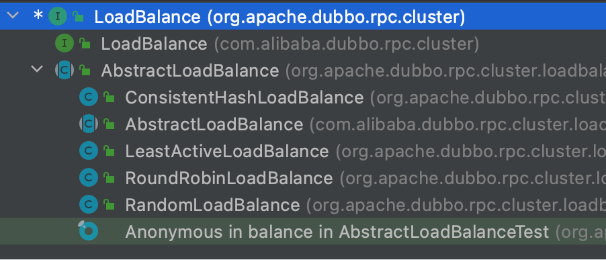 * LoadBalance (org.apache.dubbo.rpc.cluster)
LoadBalance (com.alibaba.dubbo.rpc.cluster)
AbstractLoadBalance (org.apache.dubbo.rpc.cluster.loadbala
ConsistentHashLoadBalance (org.apache.dubbo.rpc.clust
AbstractLoadBalance (com.alibaba.dubbo.rpc.cluster.load
LeastActiveLoadBalance (org.apache.dubbo.rpc.cluster.lo
RoundRobinLoadBalance (org.apache.dubbo.rpc.cluster.lo
RandomLoadBalance (org.apache.dubbo.rpc.cluster.loadb
Anonymous in balance in AbstractLoadBalanceTest (org.a